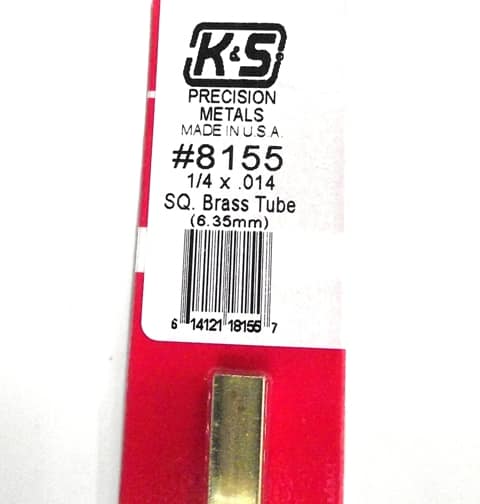 K&S
PRECISION
METALS
MADE IN U.S.A.
#8155
1/4 x .014
SQ. Brass Tube
(6.35mm)
6 14121 18155 7